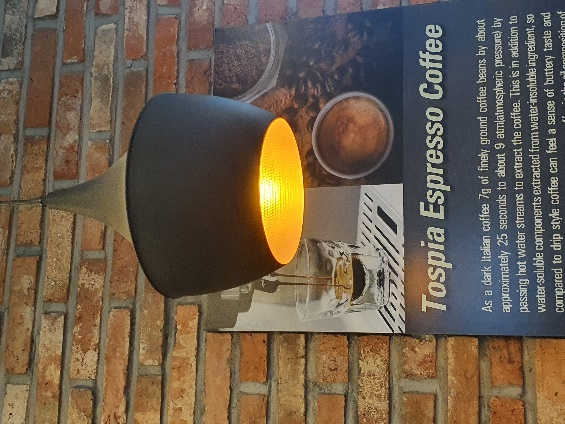 Tospia Espresso Coffee
As a dark Italian coffee 7g of finely ground coffee beans by about
approximately 25 seconds to about 9 atm(atmospheric pressure) by
passing hot water streams to extract the coffee. This is in addition to
water-soluble components extracted from water-insoluble ingredient, so
compared to drip style coffee can feel a sense of buttery taste and